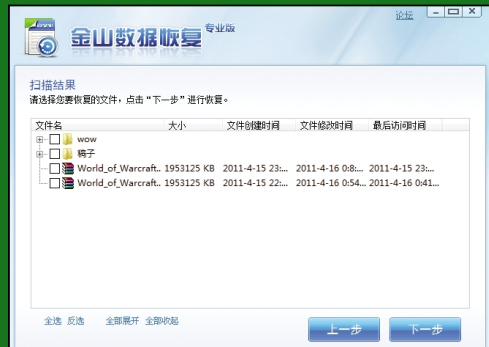 论坛
金山数据恢复 专业版
扫描结果
请选择您要恢复的文件，点击“下一步”进行恢复。
文件名 大小 文件创建时间 文件修改时间 最后访问时间
wow
稿子
World_of_Warcraft.. 1953125 KB 2011-4-15 23:... 2011-4-16 0:8:... 2011-4-15 23:...
World_of_Warcraft.. 1953125 KB 2011-4-15 22:... 2011-4-16 0:54... 2011-4-16 0:41...
全选 反选 全部展开 全部收起
上一步 下一步